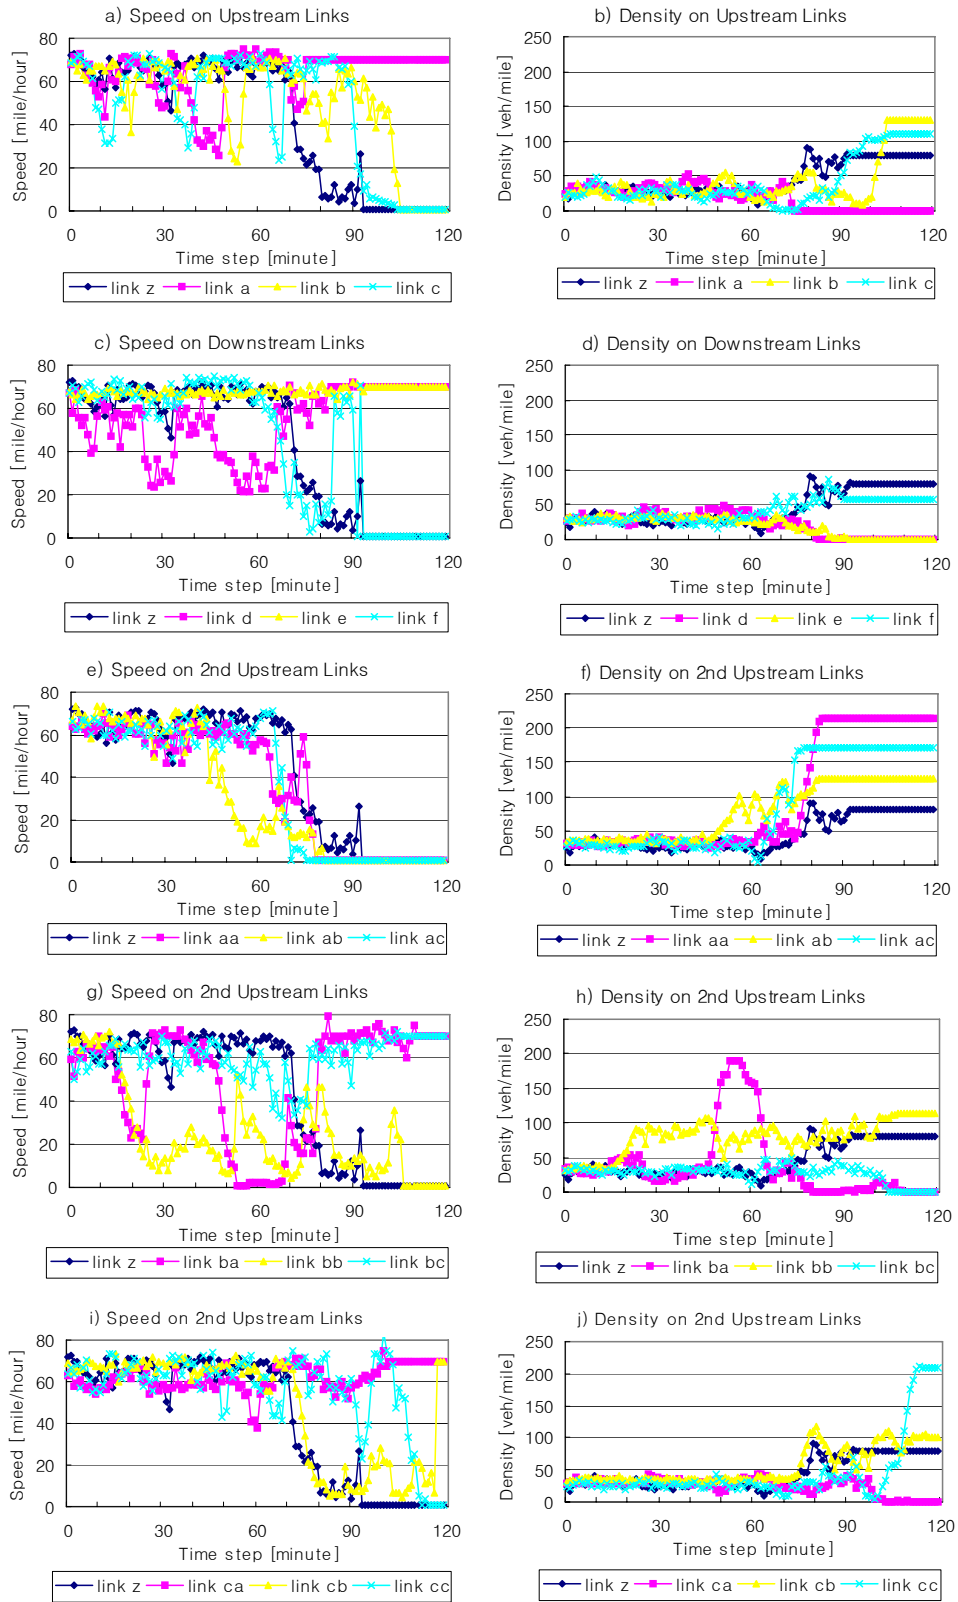 a) Speed on Upstream Links
80
60
40
20
0
Speed [mile/hour]
0 30 60 90 120
Time step [minute]
link z link a link b link c
b) Density on Upstream Links
250
200
150
100
50
0
Density [veh/mile]
0 30 60 90 120
Time step [minute]
link z link a link b link c
c) Speed on Downstream Links
80
60
40
20
0
Speed [mile/hour]
0 30 60 90 120
Time step [minute]
link z link d link e link f
d) Density on Downstream Links
250
200
150
100
50
0
Density [veh/mile]
0 30 60 90 120
Time step [minute]
link z link d link e link f
e) Speed on 2nd Upstream Links
80
60
40
20
0
Speed [mile/hour]
0 30 60 90 120
Time step [minute]
link z link aa link ab link ac
f) Density on 2nd Upstream Links
250
200
150
100
50
0
Density [veh/mile]
0 30 60 90 120
Time step [minute]
link z link aa link ab link ac
g) Speed on 2nd Upstream Links
80
60
40
20
0
Speed [mile/hour]
0 30 60 90 120
Time step [minute]
link z link ba link bb link bc
h) Density on 2nd Upstream Links
250
200
150
100
50
0
Density [veh/mile]
0 30 60 90 120
Time step [minute]
link z link ba link bb link bc
i) Speed on 2nd Upstream Links
80
60
40
20
0
Speed [mile/hour]
0 30 60 90 120
Time step [minute]
link z link ca link cb link cc
j) Density on 2nd Upstream Links
250
200
150
100
50
0
Density [veh/mile]
0 30 60 90 120
Time step [minute]
link z link ca link cb link cc